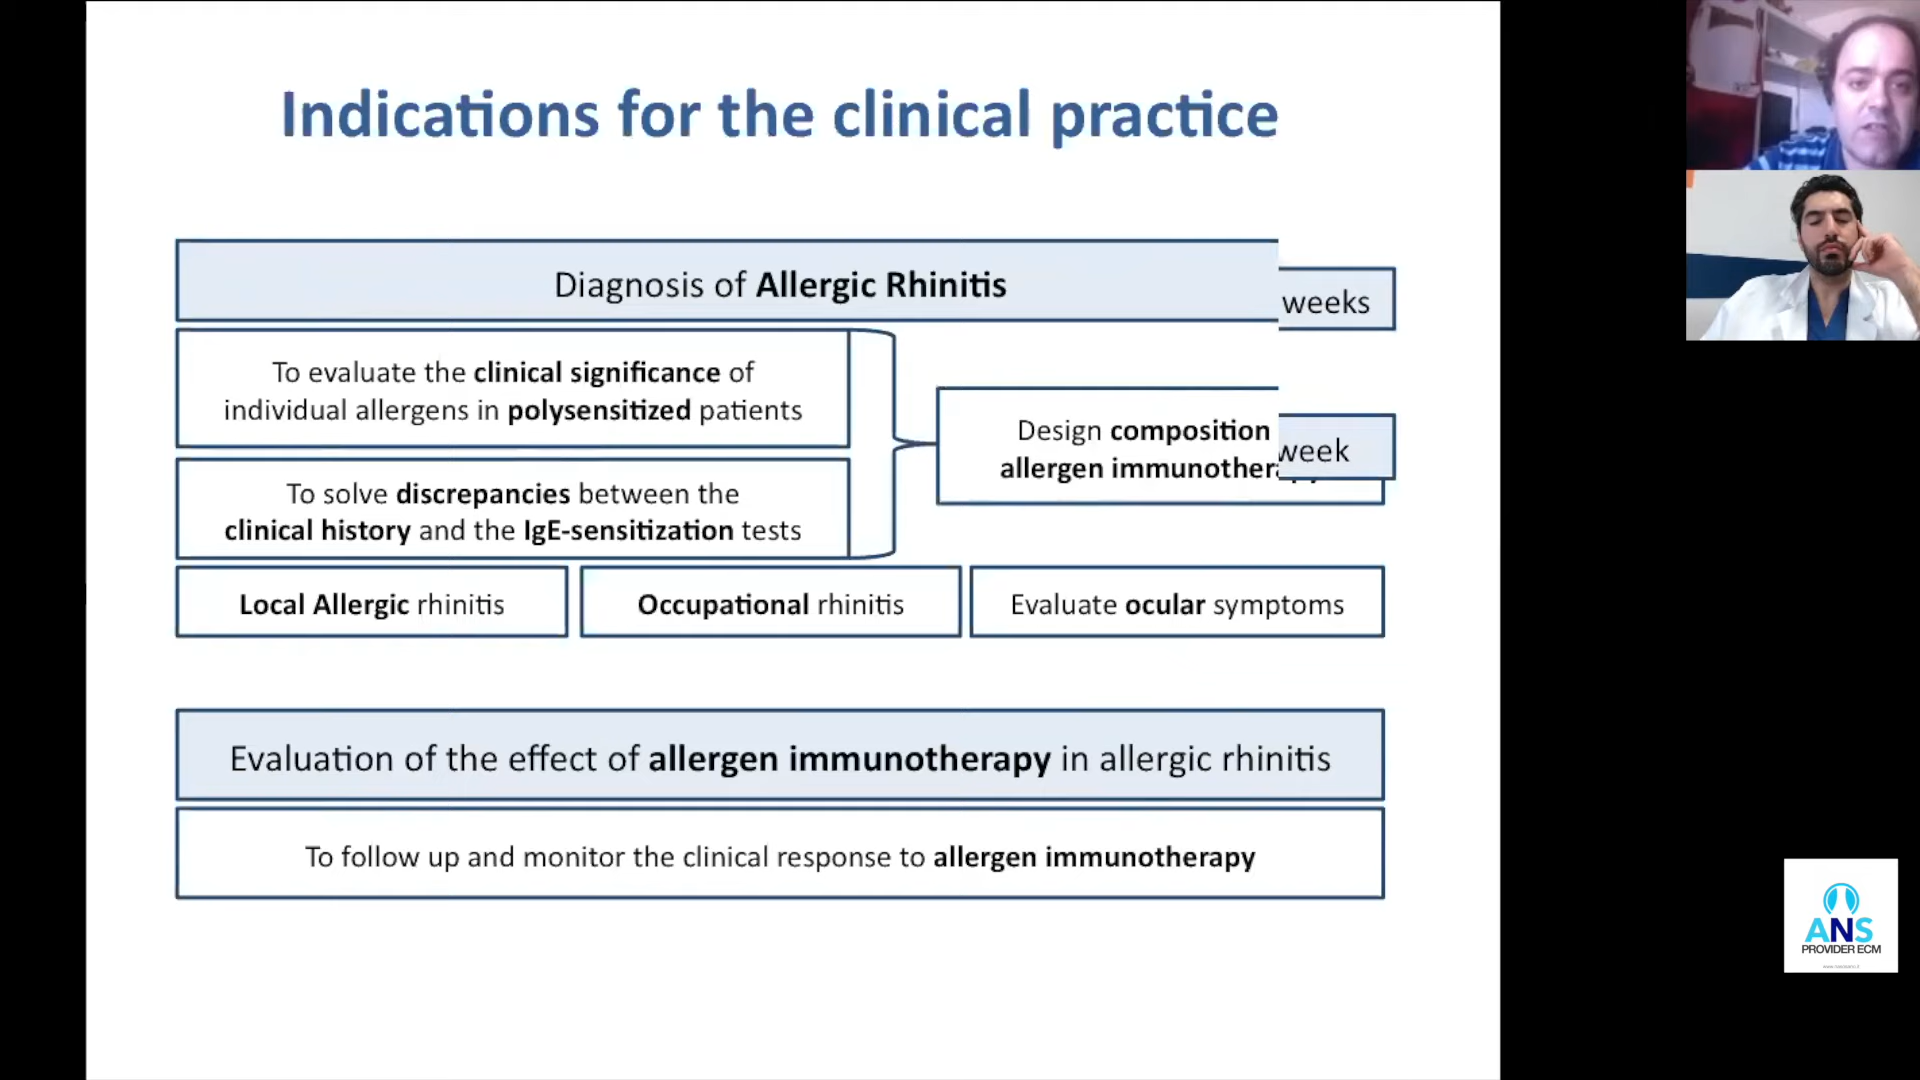 Indications for the clinical practice
Diagnosis of Allergic Rhinitis
weeks
To evaluate the clinical significance of
individual allergens in polysensitized patients
Design composition
allergen immunother
week
To solve discrepancies between the
clinical history and the IgE-sensitization tests
Local Allergic rhinitis
Occupational rhinitis
Evaluate ocular symptoms
Evaluation of the effect of allergen immunotherapy in allergic rhinitis
To follow up and monitor the clinical response to allergen immunotherapy
ANS
PROVIDER ECM